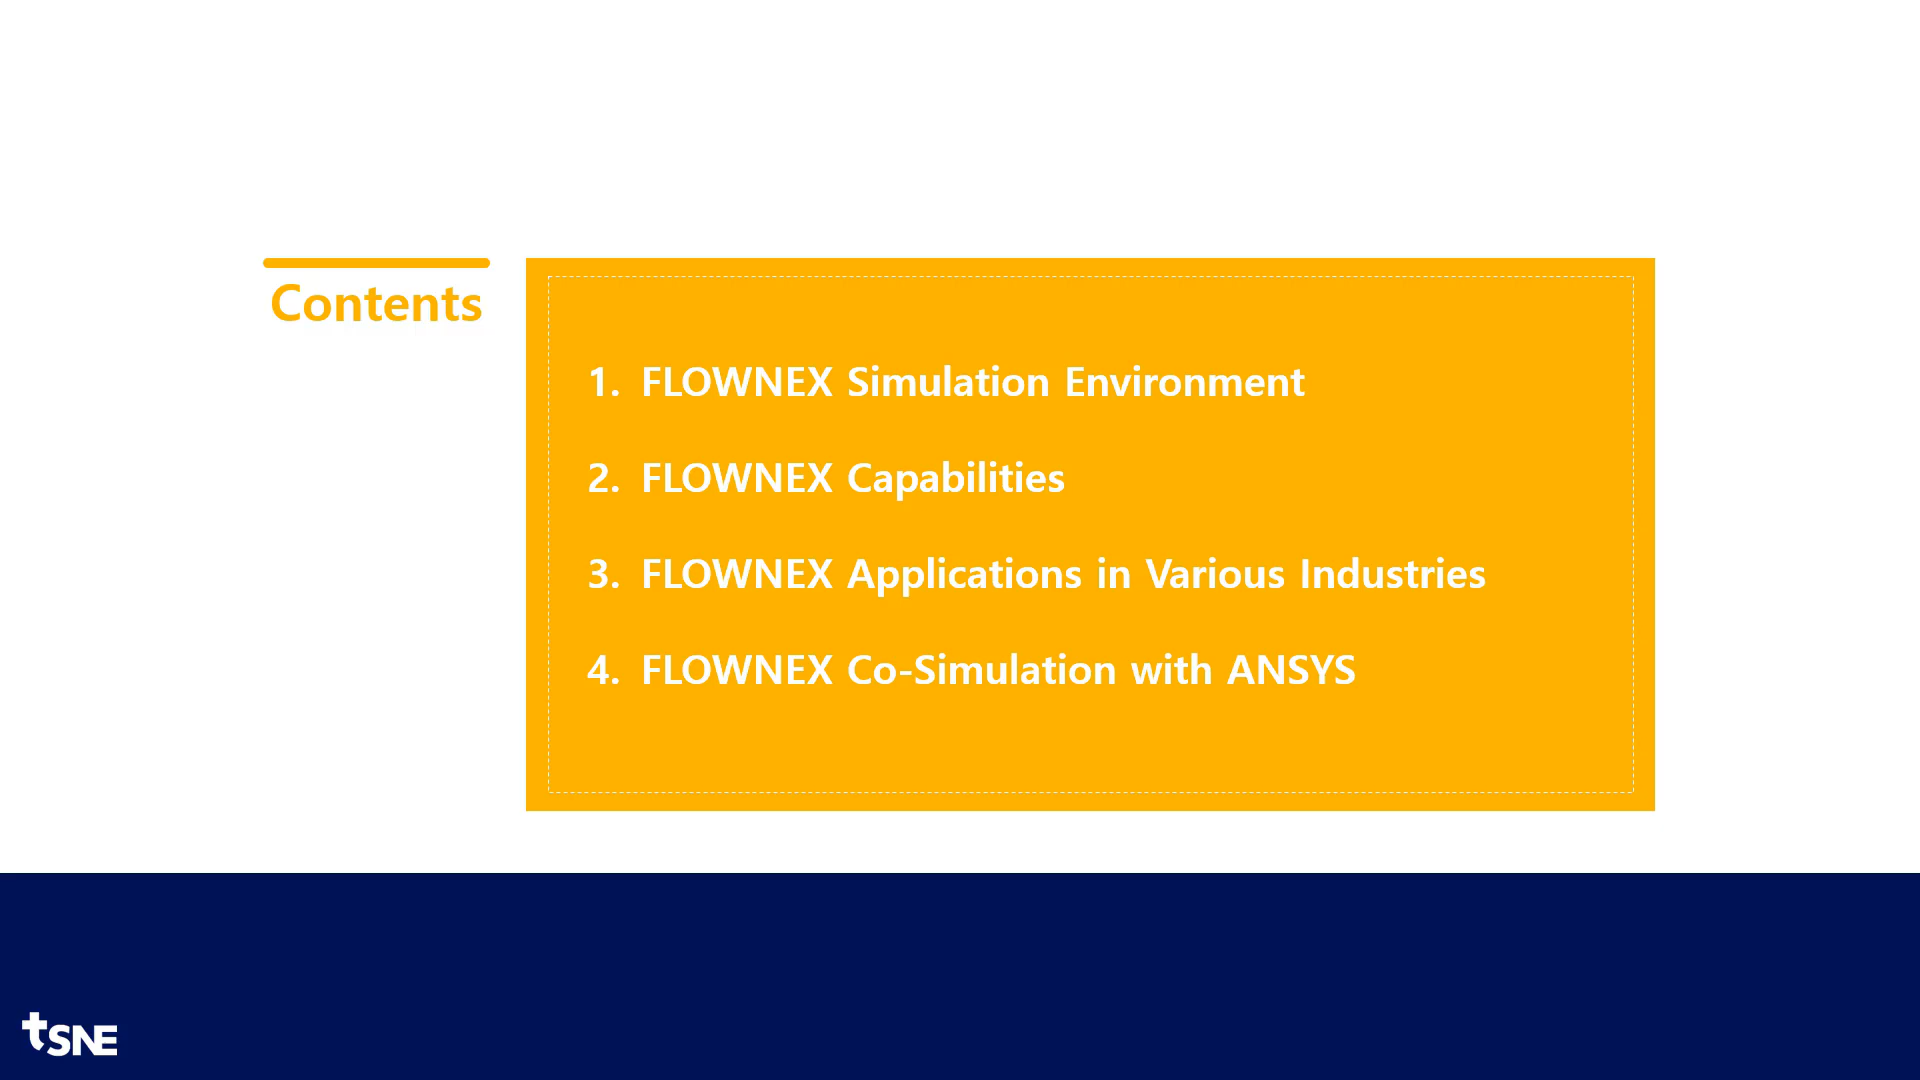 Contents
1. FLOWNEX Simulation Environment
2. FLOWNEX Capabilities
3. FLOWNEX Applications in Various Industries
4. FLOWNEX Co-Simulation with ANSYS
tSNE